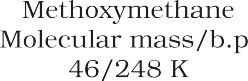 Methoxymethane
Molecular mass/b.p
46/248 K